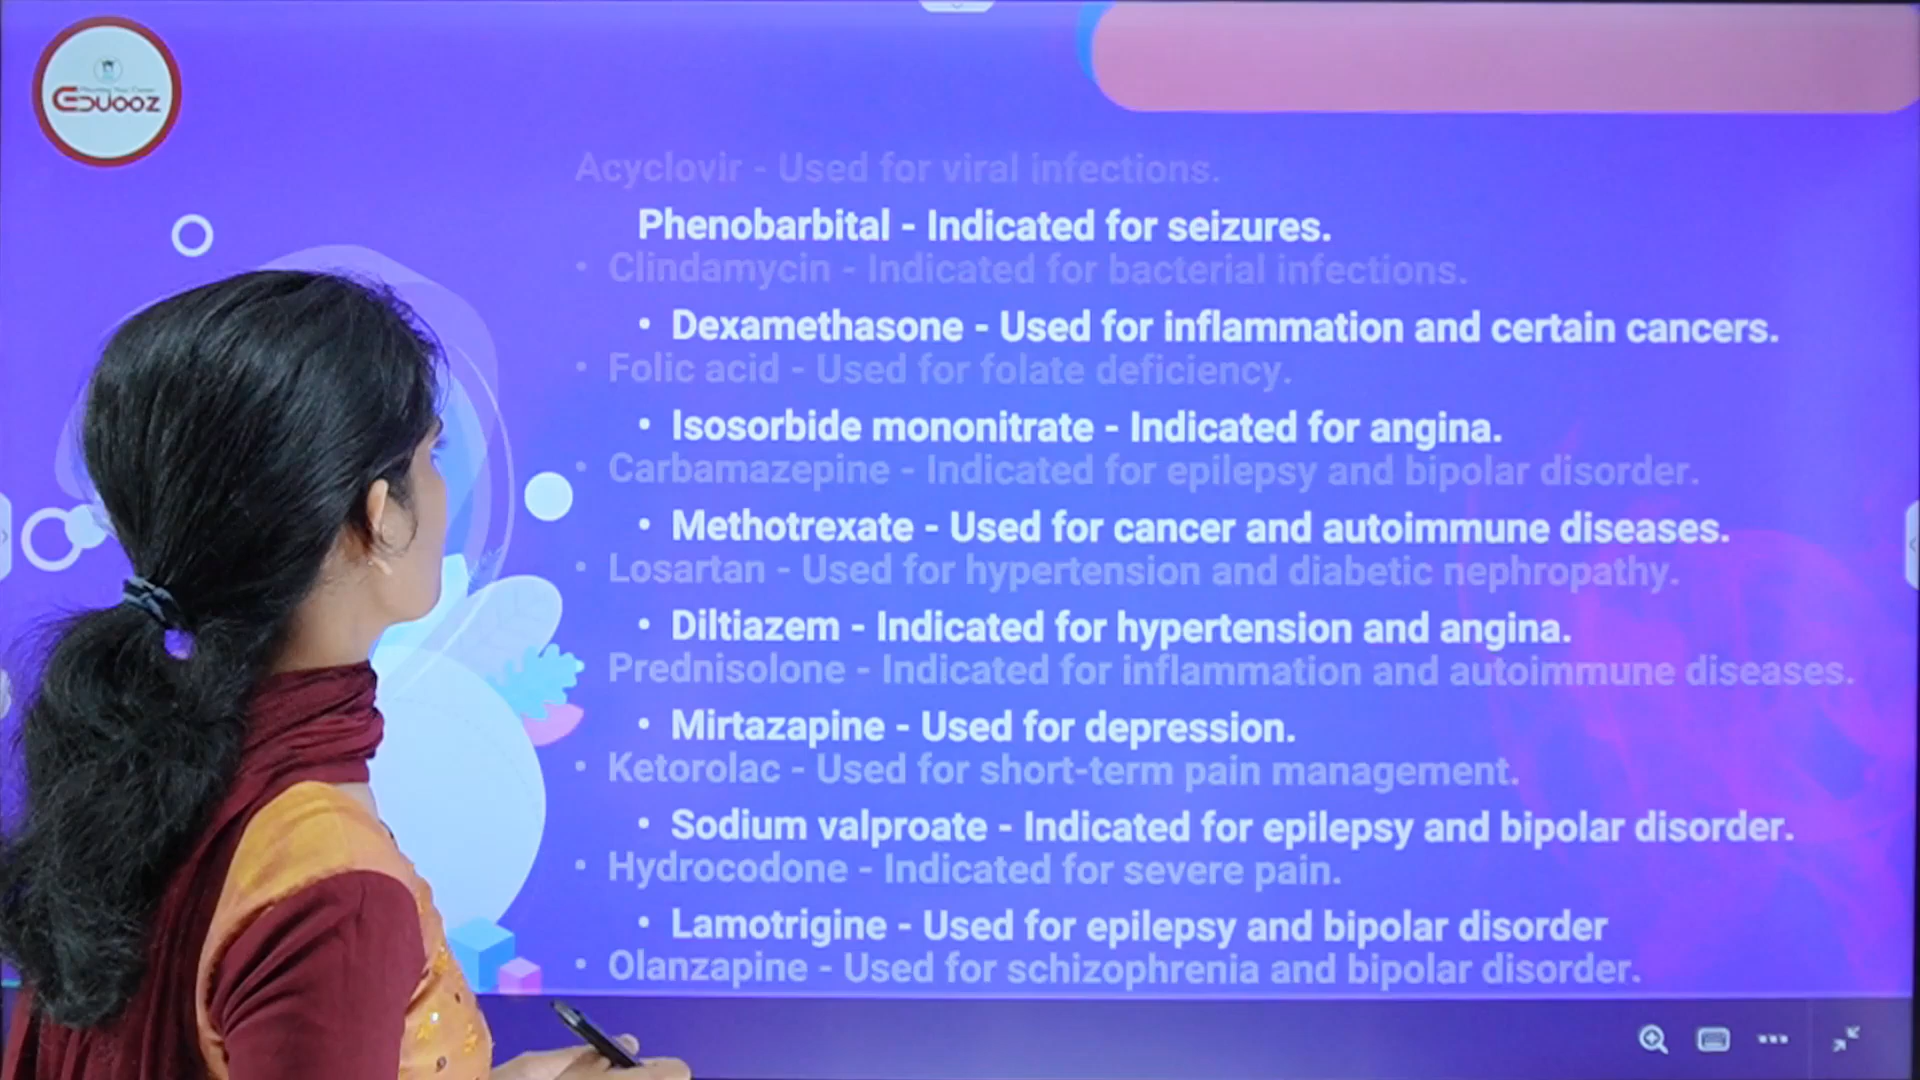 EDUOOZ
Acyclovir - Used for viral infections.
Phenobarbital - Indicated for seizures.
• Clindamycin - Indicated for bacterial infections.
• Dexamethasone - Used for inflammation and certain cancers.
• Folic acid - Used for folate deficiency.
• Isosorbide mononitrate - Indicated for angina.
• Carbamazepine - Indicated for epilepsy and bipolar disorder.
• Methotrexate - Used for cancer and autoimmune diseases.
• Losartan - Used for hypertension and diabetic nephropathy.
• Diltiazem - Indicated for hypertension and angina.
Prednisolone - Indicated for inflammation and autoimmune diseases.
• Mirtazapine - Used for depression.
• Ketorolac - Used for short-term pain management.
• Sodium valproate - Indicated for epilepsy and bipolar disorder.
• Hydrocodone - Indicated for severe pain.
• Lamotrigine - Used for epilepsy and bipolar disorder
• Olanzapine - Used for schizophrenia and bipolar disorder.